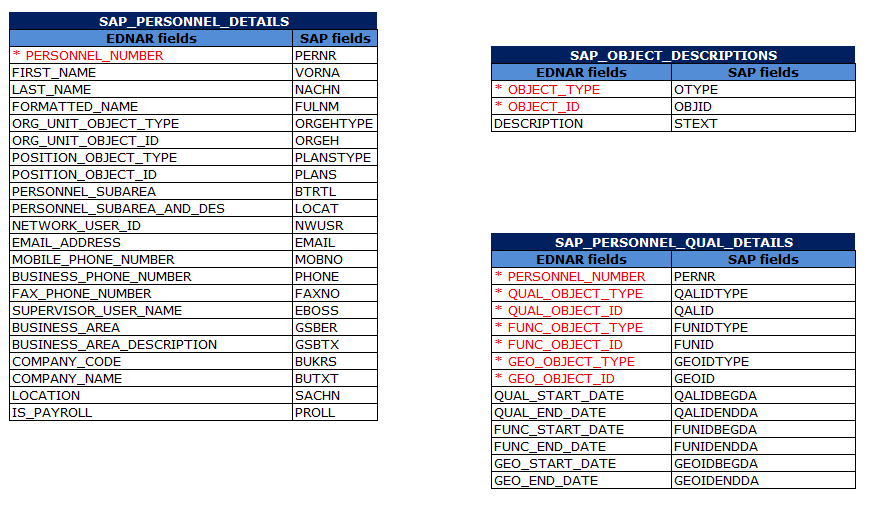 SAP_PERSONNEL_DETAILS
EDNAR fields SAP fields
* PERSONNEL_NUMBER PERNR
FIRST_NAME VORNA
LAST_NAME NACHN
FORMATTED_NAME FULNM
ORG_UNIT_OBJECT_TYPE ORGEHTYPE
ORG_UNIT_OBJECT_ID ORGEH
POSITION_OBJECT_TYPE PLANSTYPE
POSITION_OBJECT_ID PLANS
PERSONNEL_SUBAREA BTRTL
PERSONNEL_SUBAREA_AND_DES LOCAT
NETWORK_USER_ID NWUSR
EMAIL_ADDRESS EMAIL
MOBILE_PHONE_NUMBER MOBNO
BUSINESS_PHONE_NUMBER PHONE
FAX_PHONE_NUMBER FAXNO
SUPERVISOR_USER_NAME EBOSS
BUSINESS_AREA GSBER
BUSINESS_AREA_DESCRIPTION GSBTX
COMPANY_CODE BUKRS
COMPANY_NAME BUTXT
LOCATION SACHN
IS_PAYROLL PROLL
SAP_OBJECT_DESCRIPTIONS
EDNAR fields SAP fields
* OBJECT_TYPE OTYPE
* OBJECT_ID OBJID
DESCRIPTION STEXT
SAP_PERSONNEL_QUAL_DETAILS
EDNAR fields SAP fields
* PERSONNEL_NUMBER PERNR
* QUAL_OBJECT_TYPE QALIDTYPE
* QUAL_OBJECT_ID QALID
* FUNC_OBJECT_TYPE FUNIDTYPE
* FUNC_OBJECT_ID FUNID
* GEO_OBJECT_TYPE GEOIDTYPE
* GEO_OBJECT_ID GEOID
QUAL_START_DATE QALIDBEGDA
QUAL_END_DATE QALIDENDDA
FUNC_START_DATE FUNIDBEGDA
FUNC_END_DATE FUNIDENDDA
GEO_START_DATE GEOIDBEGDA
GEO_END_DATE GEOIDENDDA